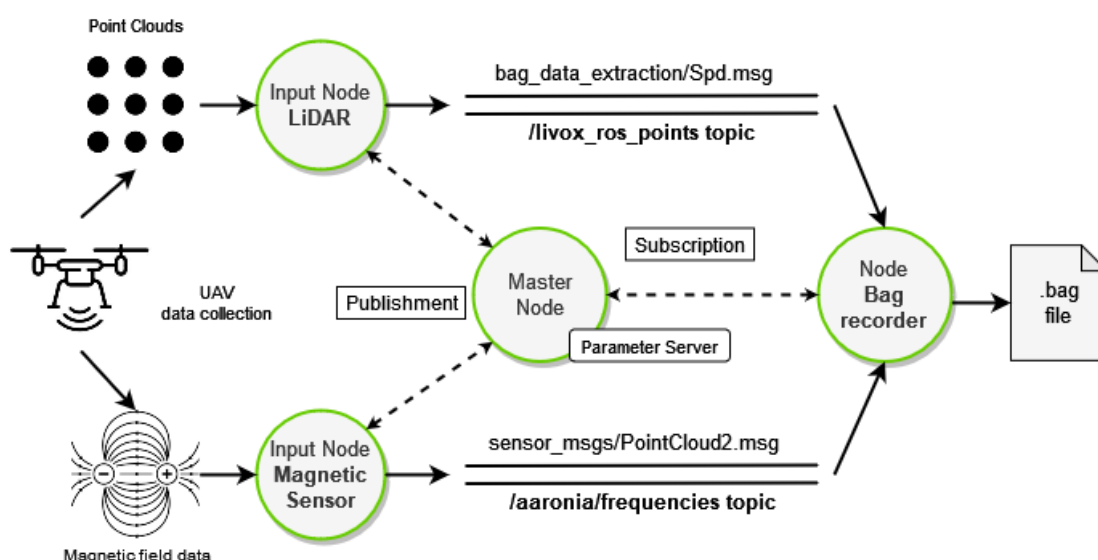 Point Clouds
Input Node
LiDAR
bag_data_extraction/Spd.msg
/livox_ros_points topic
UAV
data collection
Publishment
Master
Node
Parameter Server
Subscription
Node
Bag
recorder
.bag
file
Input Node
Magnetic
Sensor
sensor_msgs/PointCloud2.msg
/aaronia/frequencies topic
Magnetic field data